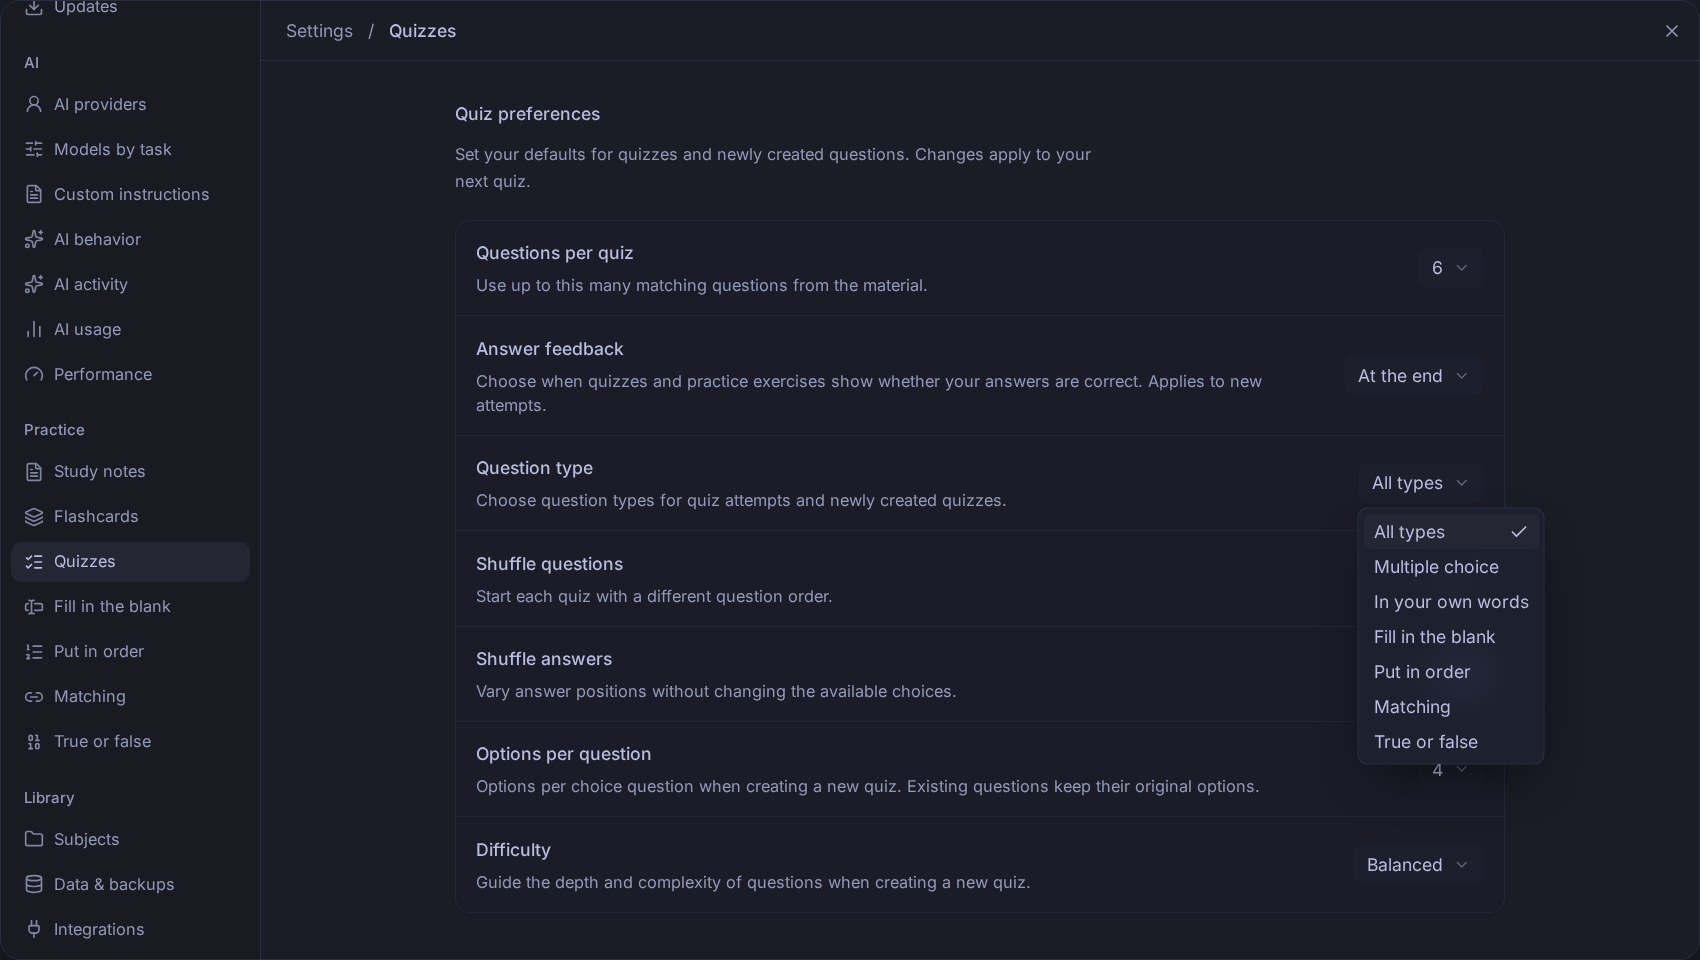 Updates
AI
AI providers
Models by task
Custom instructions
AI behavior
AI activity
AI usage
Performance
Practice
Study notes
Flashcards
Quizzes
Fill in the blank
Put in order
Matching
True or false
Library
Subjects
Data & backups
Integrations
Settings / Quizzes
Quiz preferences
Set your defaults for quizzes and newly created questions. Changes apply to your
next quiz.
Questions per quiz
Use up to this many matching questions from the material.
6
Answer feedback
Choose when quizzes and practice exercises show whether your answers are correct. Applies to new
attempts.
At the end
Question type
Choose question types for quiz attempts and newly created quizzes.
All types
All types
Multiple choice
In your own words
Fill in the blank
Put in order
Matching
True or false
Shuffle questions
Start each quiz with a different question order.
Shuffle answers
Vary answer positions without changing the available choices.
Options per question
Options per choice question when creating a new quiz. Existing questions keep their original options.
4
Difficulty
Guide the depth and complexity of questions when creating a new quiz.
Balanced